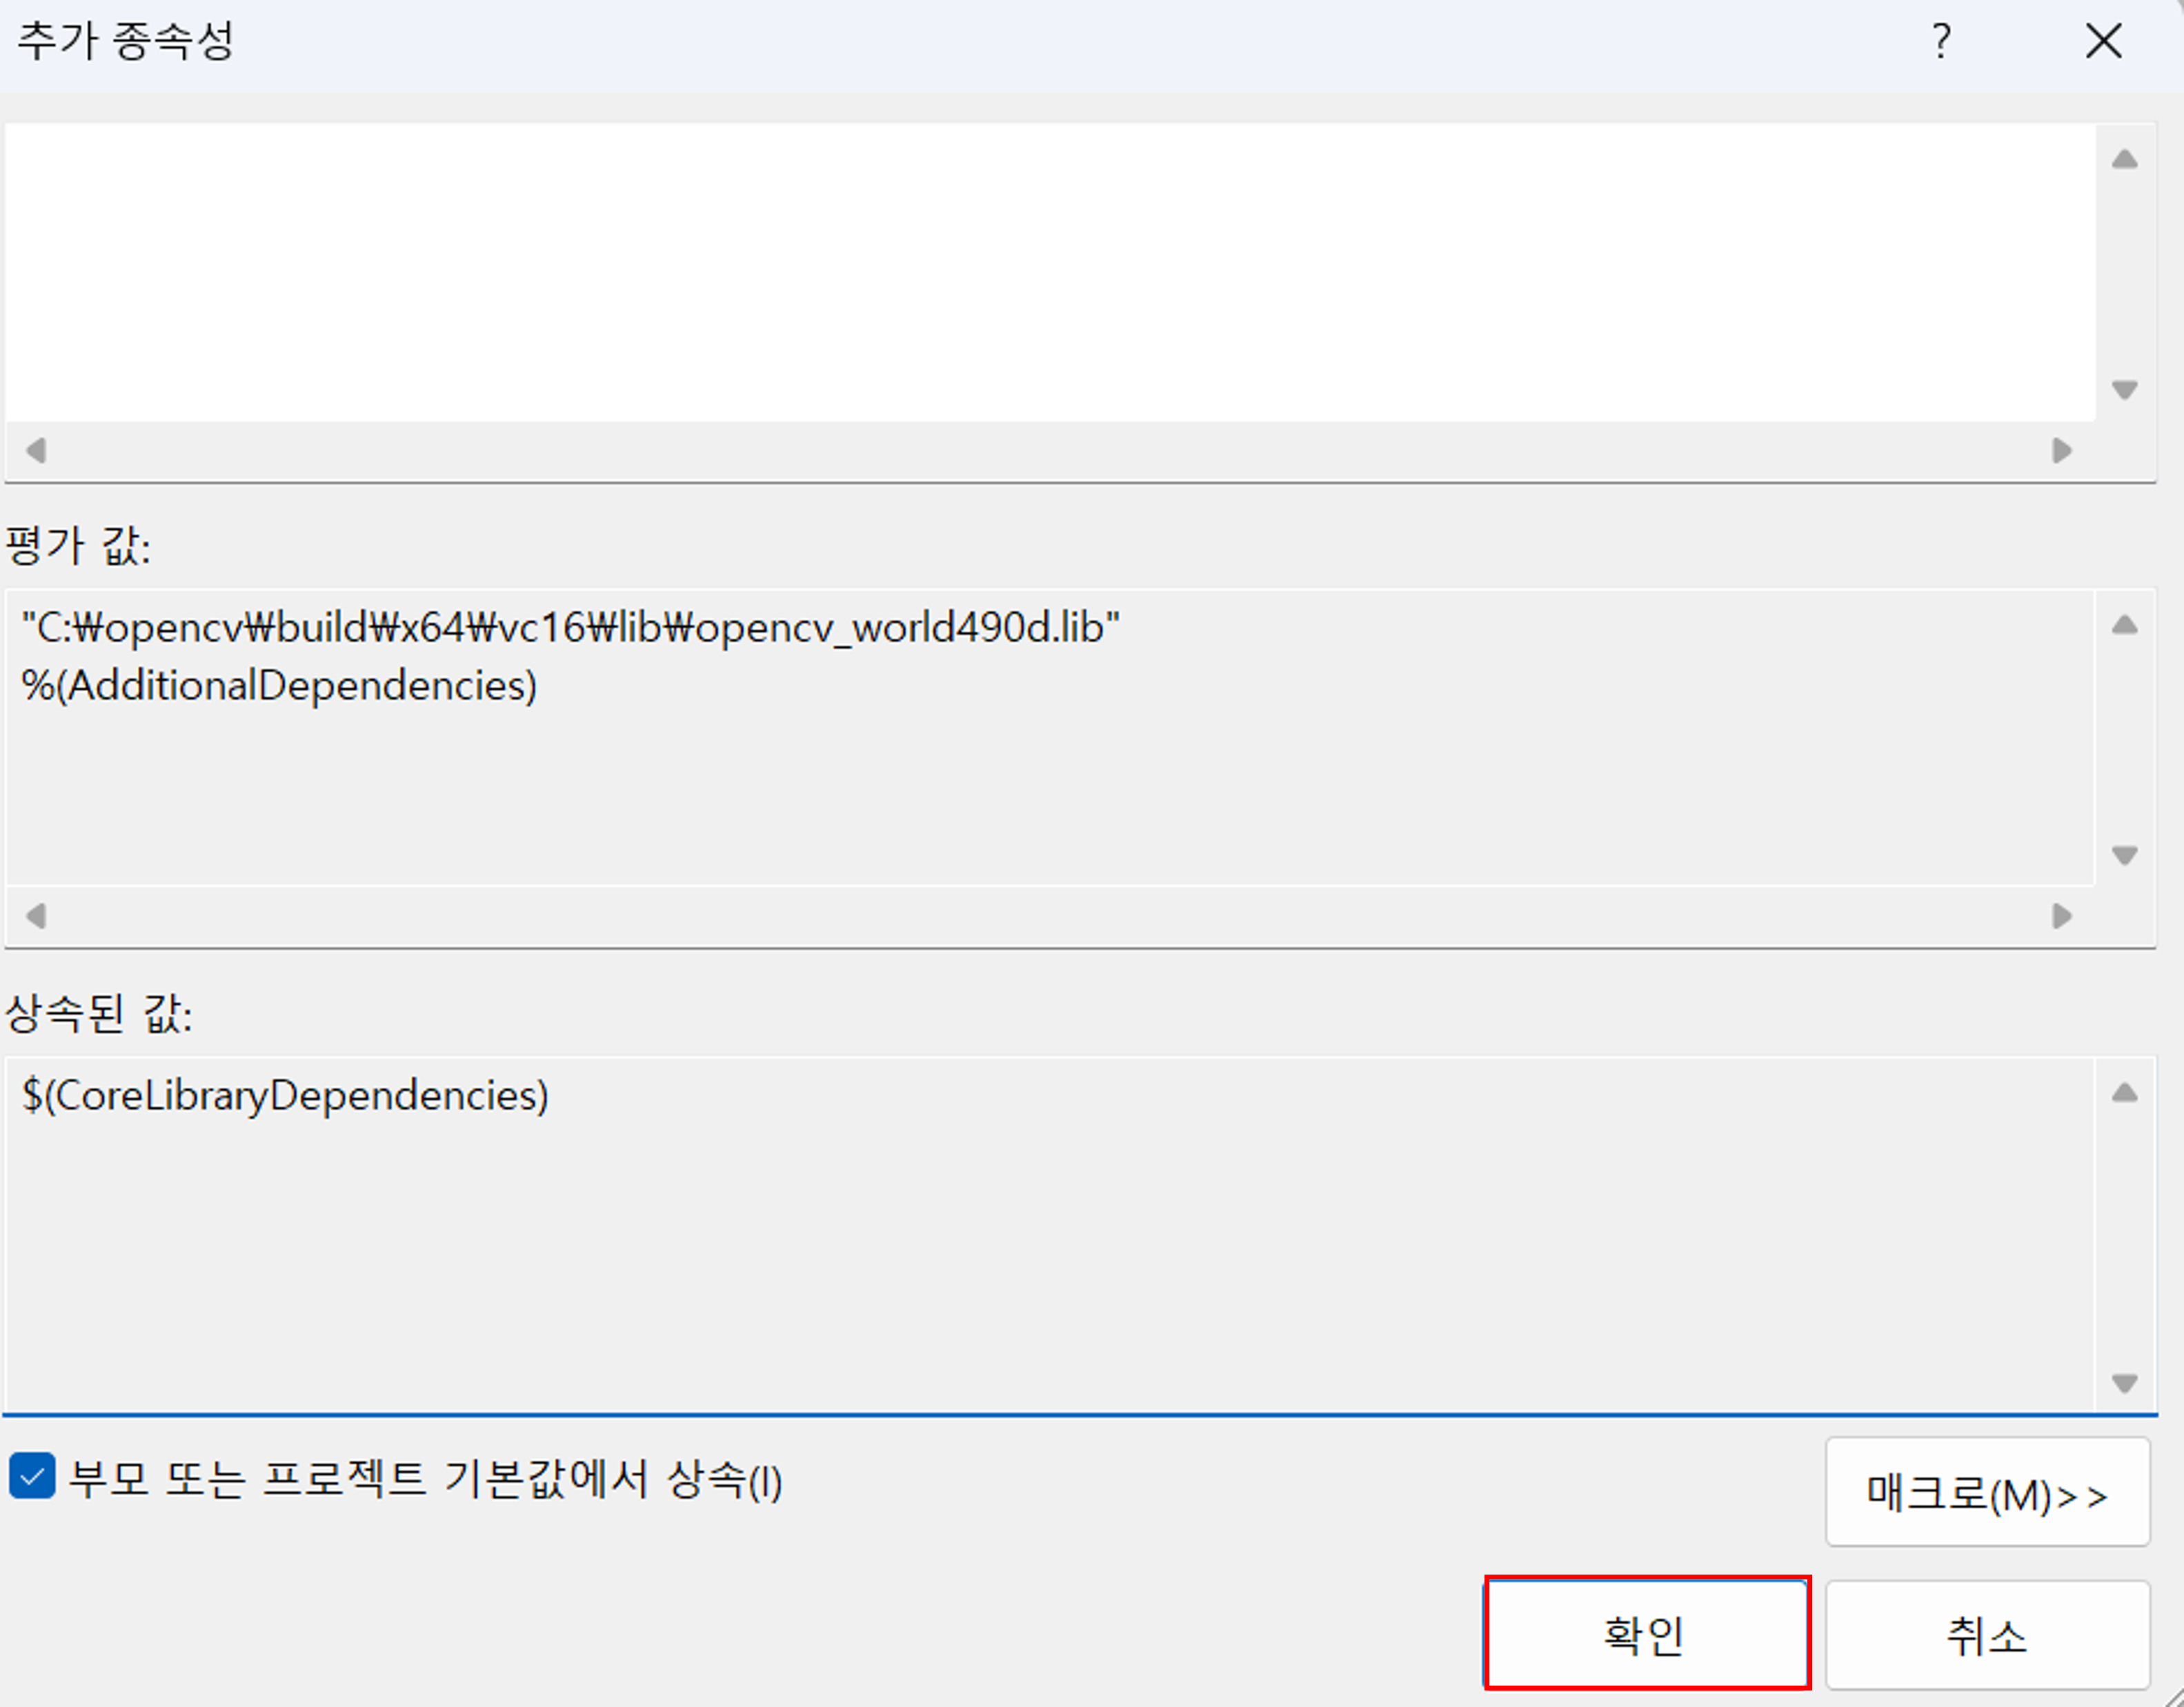 추가 종속성
?
평가 값:
"C:₩opencv₩build₩x64₩vc16₩lib₩opencv_world490d.lib"
%(AdditionalDependencies)
상속된 값:
$(CoreLibraryDependencies)
부모 또는 프로젝트 기본값에서 상속(I)
매크로(M)>>
확인
취소